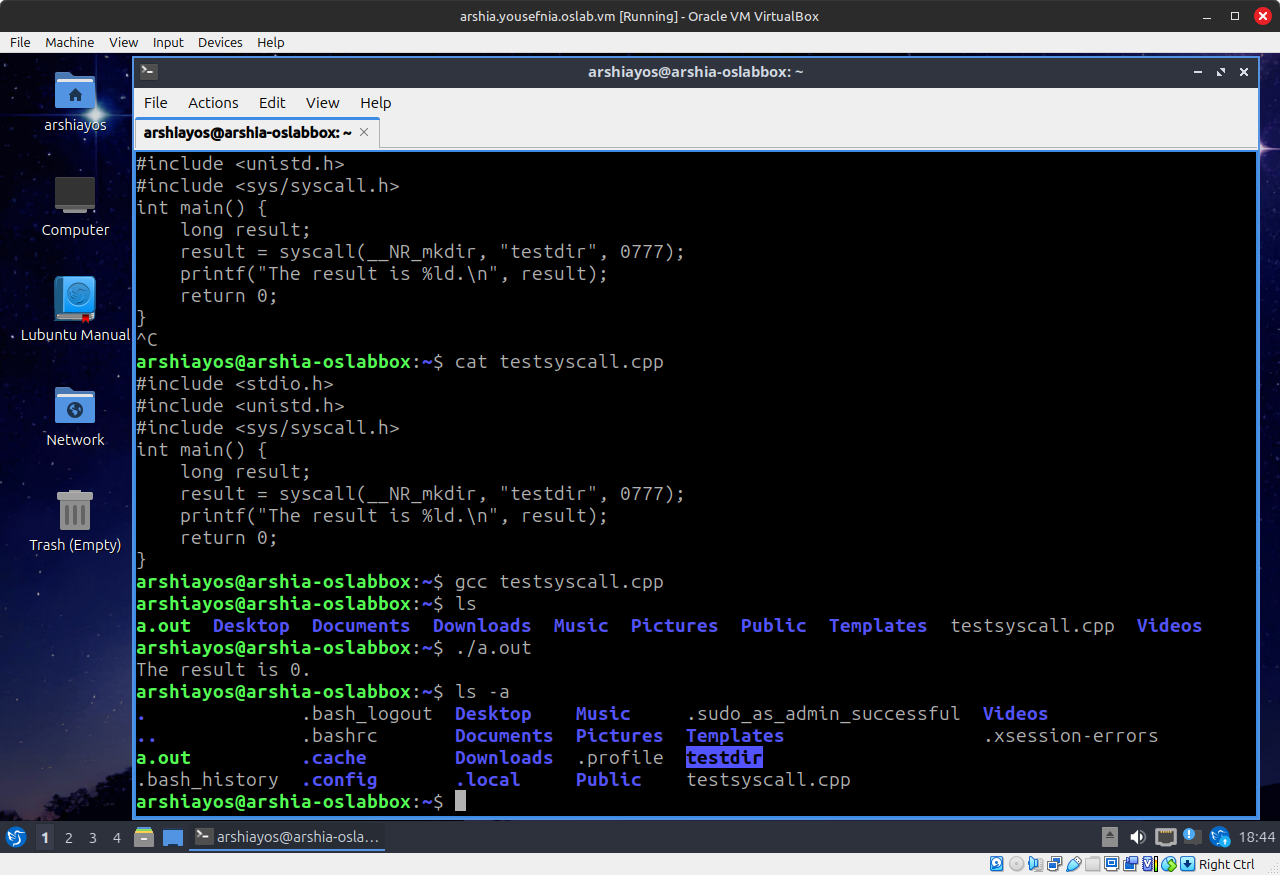 arshia.yousefnia.oslab.vm [Running] - Oracle VM VirtualBox
File Machine View Input Devices Help
arshiayos
Computer
Lubuntu Manual
Network
Trash (Empty)
arshiayos@arshia-oslabbox: ~
File Actions Edit View Help
arshiayos@arshia-oslabbox: ~ ×
#include <unistd.h>
#include <sys/syscall.h>
int main() {
    long result;
    result = syscall(__NR_mkdir, "testdir", 0777);
    printf("The result is %ld.\n", result);
    return 0;
}
^C
arshiayos@arshia-oslabbox:~$ cat testsyscall.cpp
#include <stdio.h>
#include <unistd.h>
#include <sys/syscall.h>
int main() {
    long result;
    result = syscall(__NR_mkdir, "testdir", 0777);
    printf("The result is %ld.\n", result);
    return 0;
}
arshiayos@arshia-oslabbox:~$ gcc testsyscall.cpp
arshiayos@arshia-oslabbox:~$ ls
a.out  Desktop  Documents  Downloads  Music  Pictures  Public  Templates  testsyscall.cpp  Videos
arshiayos@arshia-oslabbox:~$ ./a.out
The result is 0.
arshiayos@arshia-oslabbox:~$ ls -a
.              .bash_logout  Desktop    Music     .sudo_as_admin_successful  Videos
..             .bashrc       Documents  Pictures  Templates                  .xsession-errors
a.out          .cache        Downloads  .profile  testdir
.bash_history  .config       .local     Public    testsyscall.cpp
arshiayos@arshia-oslabbox:~$
1 2 3 4 arshiayos@arshia-osla... 18:44
Right Ctrl